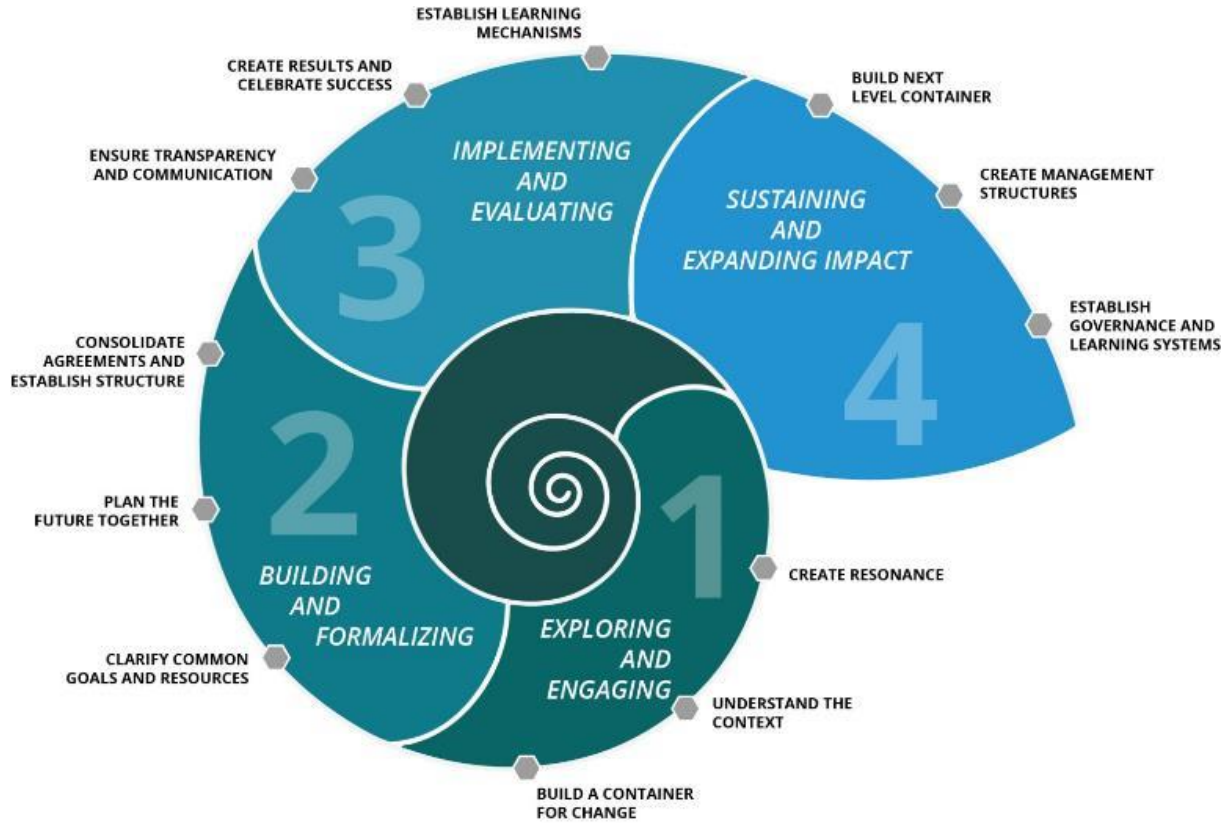 ESTABLISH LEARNING
MECHANISMS
CREATE RESULTS AND
CELEBRATE SUCCESS
ENSURE TRANSPARENCY
AND COMMUNICATION
BUILD NEXT
LEVEL CONTAINER
CREATE MANAGEMENT
STRUCTURES
ESTABLISH
GOVERNANCE AND
LEARNING SYSTEMS
IMPLEMENTING
AND
EVALUATING
3
SUSTAINING
AND
EXPANDING IMPACT
4
CONSOLIDATE
AGREEMENTS AND
ESTABLISH STRUCTURE
PLAN THE
FUTURE TOGETHER
CLARIFY COMMON
GOALS AND RESOURCES
2
BUILDING
AND
FORMALIZING
1
EXPLORING
AND
ENGAGING
CREATE RESONANCE
UNDERSTAND THE
CONTEXT
BUILD A CONTAINER
FOR CHANGE